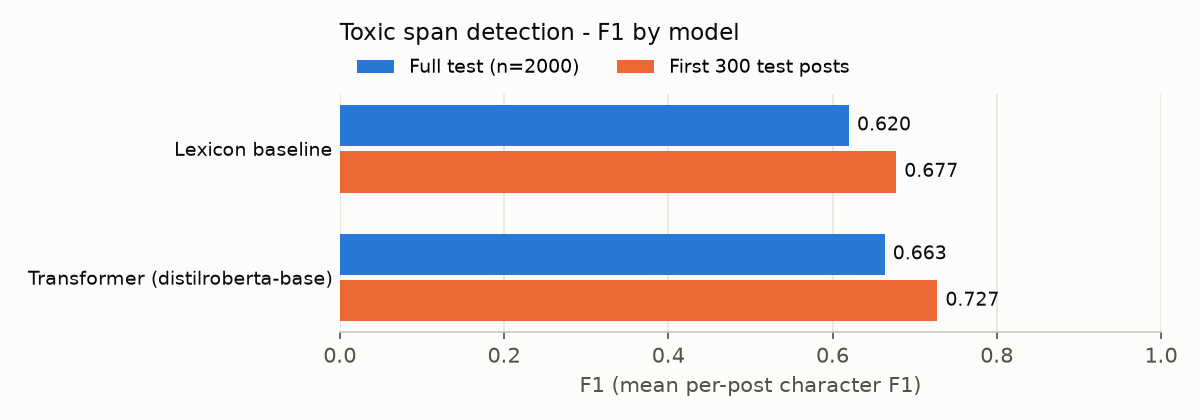 Toxic span detection - F1 by model
Full test (n=2000) First 300 test posts
Lexicon baseline
0.620
0.677
Transformer (distilroberta-base)
0.663
0.727
0.0 0.2 0.4 0.6 0.8 1.0
F1 (mean per-post character F1)